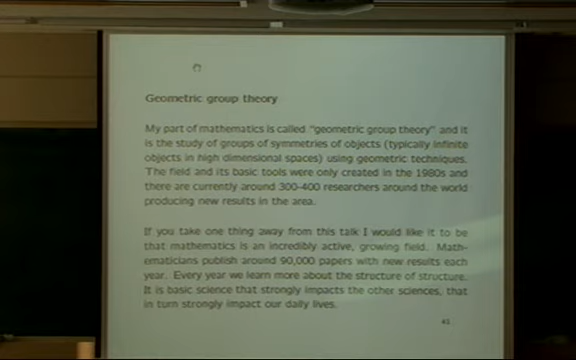 Geometric group theory
My part of mathematics is called "geometric group theory" and it
is the study of groups of symmetries of objects (typically infinite
objects in high dimensional spaces) using geometric techniques.
The field and its basic tools were only created in the 1980s and
there are currently around 300-400 researchers around the world
producing new results in the area.
If you take one thing away from this talk I would like it to be
that mathematics is an incredibly active, growing field. Math-
ematicians publish around 90,000 papers with new results each
year. Every year we learn more about the structure of structure.
It is basic science that strongly impacts the other sciences, that
in turn strongly impact our daily lives.